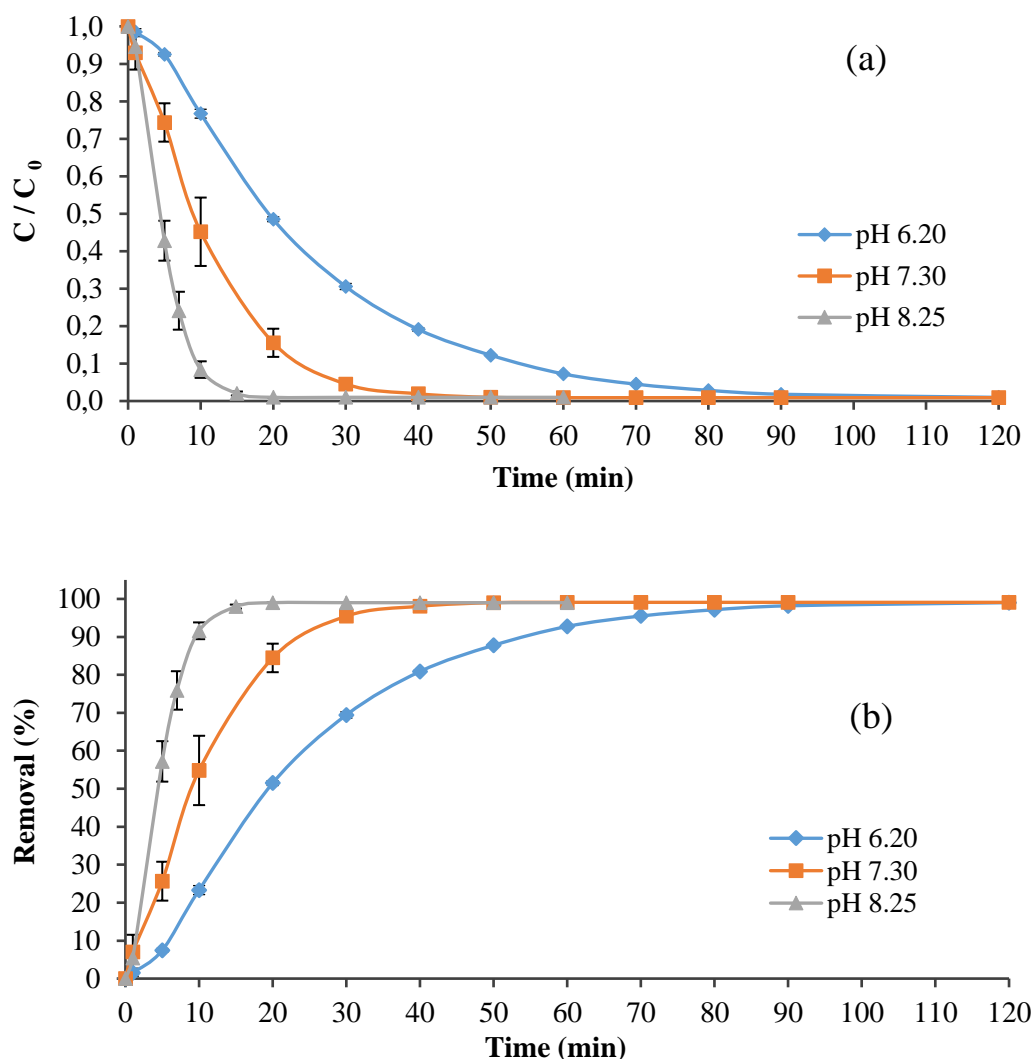 (a)
C / C0
1,0
0,9
0,8
0,7
0,6
0,5
0,4
0,3
0,2
0,1
0,0
pH 6.20
pH 7.30
pH 8.25
0 10 20 30 40 50 60 70 80 90 100 110 120
Time (min)
(b)
Removal (%)
100
90
80
70
60
50
40
30
20
10
0
pH 6.20
pH 7.30
pH 8.25
0 10 20 30 40 50 60 70 80 90 100 110 120
Time (min)